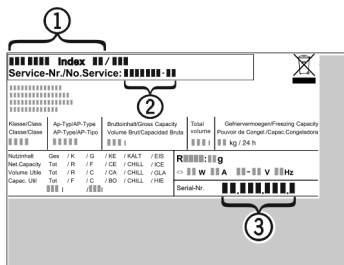 1
Index /
Service-Nr./No.Service: -
2
Klasse/Class Ap-Typ/AP-Type Bruttoinhalt/Gross Capacity Total Gefriervermoegen/Freezing Capacity
Classe/Clase AP-Type/AP-Tipo Volume Brut/Capacidad Bruta volume Pouvoir de Congel./Capac.Congeladora
l l kg / 24 h
Nutzinhalt Ges / K / G / KE / KALT / EIS
Net.Capacity Tot / R / F / CE / CHILL / ICE
Volume Utile Tot / R / C / CA / CHILL / GLA
Capac. Util Tot / F / C / BO / CHILL / HIE
l / l
R : g
W A - V Hz
Serial-Nr.
3